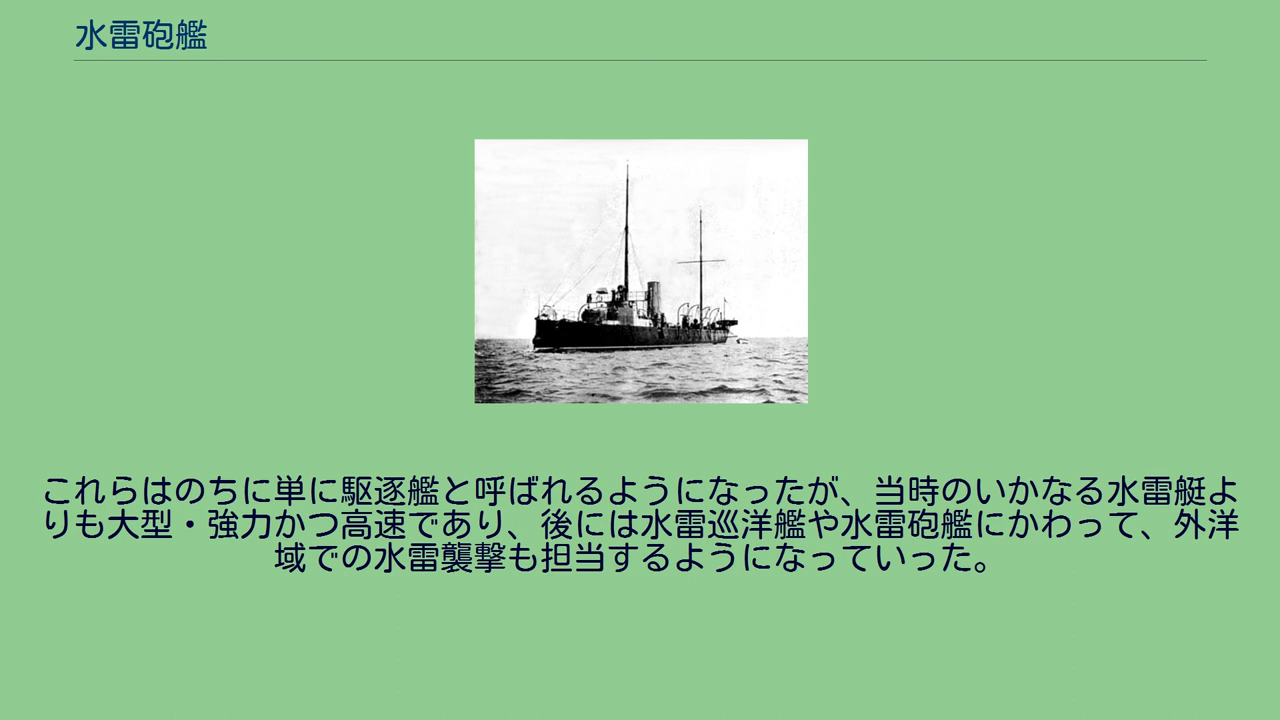 水雷砲艦
これらはのちに単に駆逐艦と呼ばれるようになったが、当時のいかなる水雷艇よ
りも大型・強力かつ高速であり、後には水雷巡洋艦や水雷砲艦にかわって、外洋
域での水雷襲撃も担当するようになっていった。